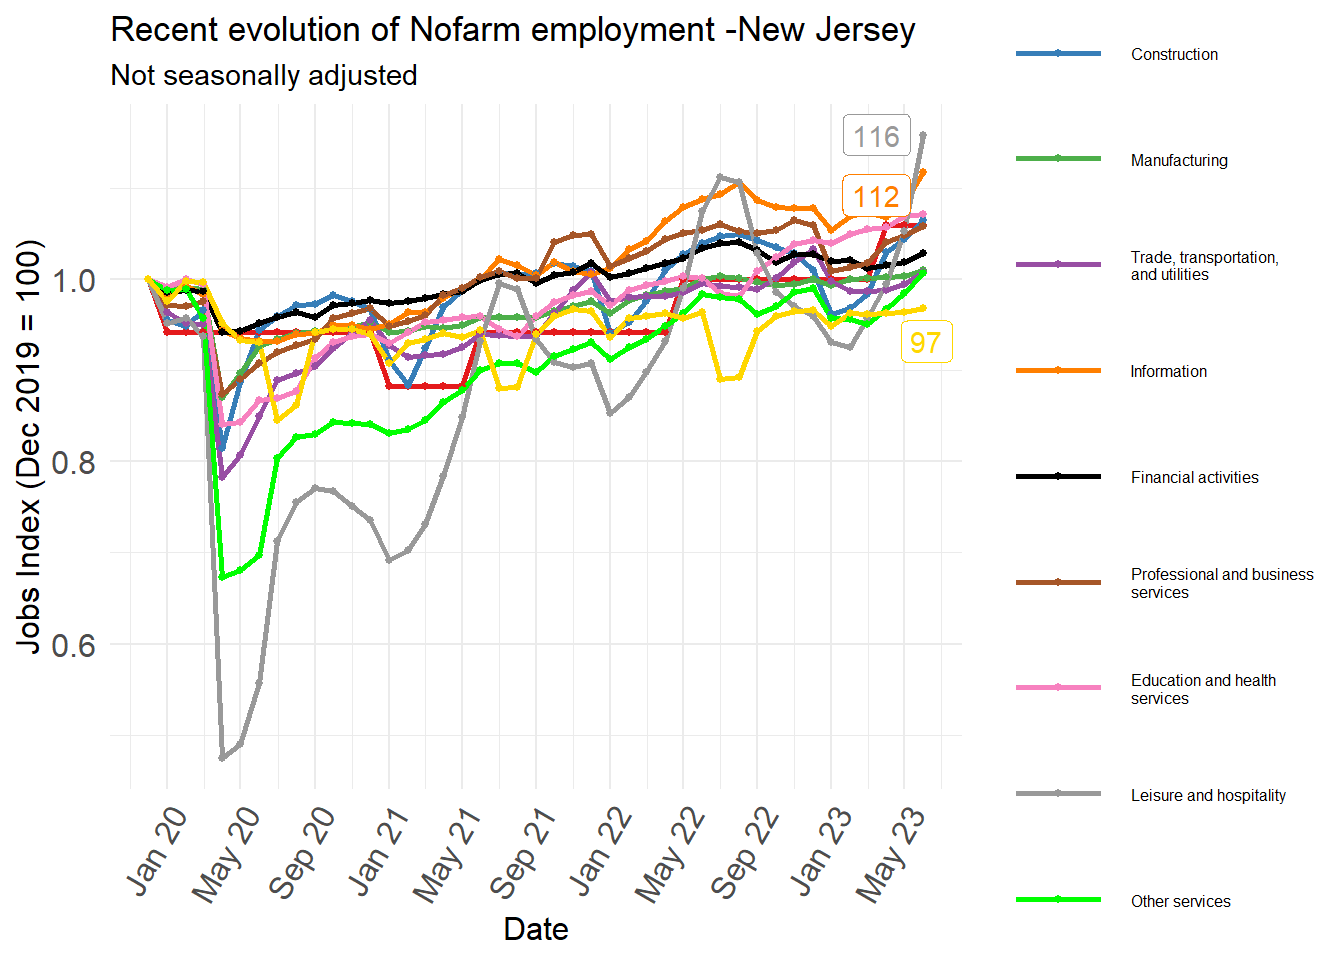 Recent evolution of Nofarm employment -New Jersey
Not seasonally adjusted
Jobs Index (Dec 2019 = 100)
1.0
0.8
0.6
116
112
97
Jan 20
May 20
Sep 20
Jan 21
May 21
Sep 21
Jan 22
May 22
Sep 22
Jan 23
May 23
Date
Construction
Manufacturing
Trade, transportation,
and utilities
Information
Financial activities
Professional and business
services
Education and health
services
Leisure and hospitality
Other services